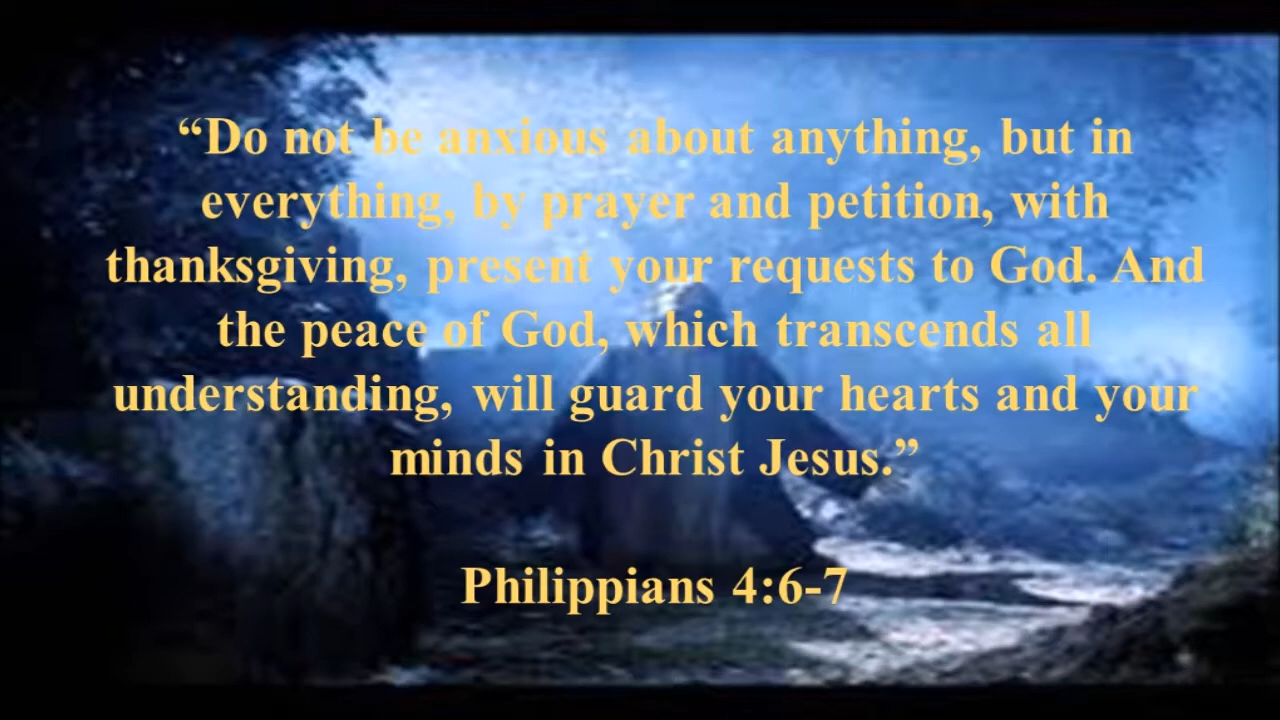 “Do not be anxious about anything, but in
everything, by prayer and petition, with
thanksgiving, present your requests to God. And
the peace of God, which transcends all
understanding, will guard your hearts and your
minds in Christ Jesus.”
Philippians 4:6-7